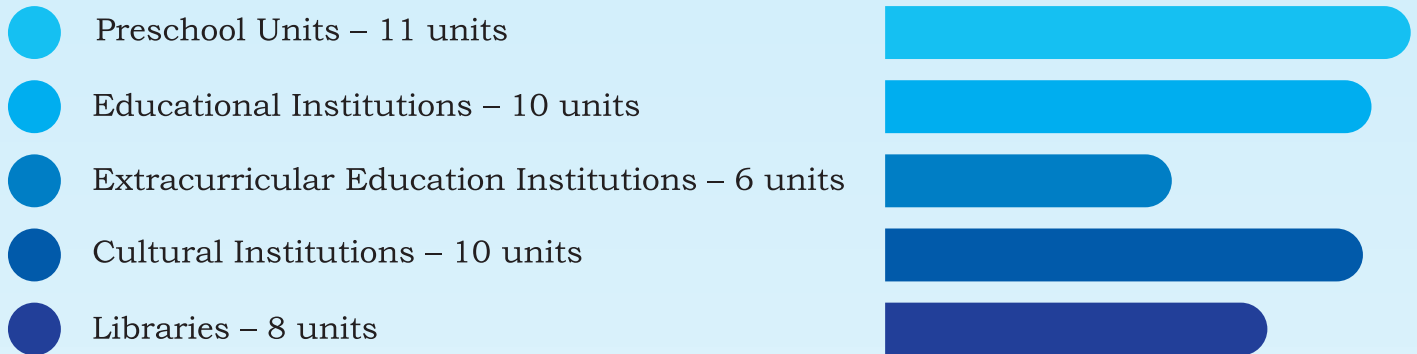 Preschool Units – 11 units
Educational Institutions – 10 units
Extracurricular Education Institutions – 6 units
Cultural Institutions – 10 units
Libraries – 8 units